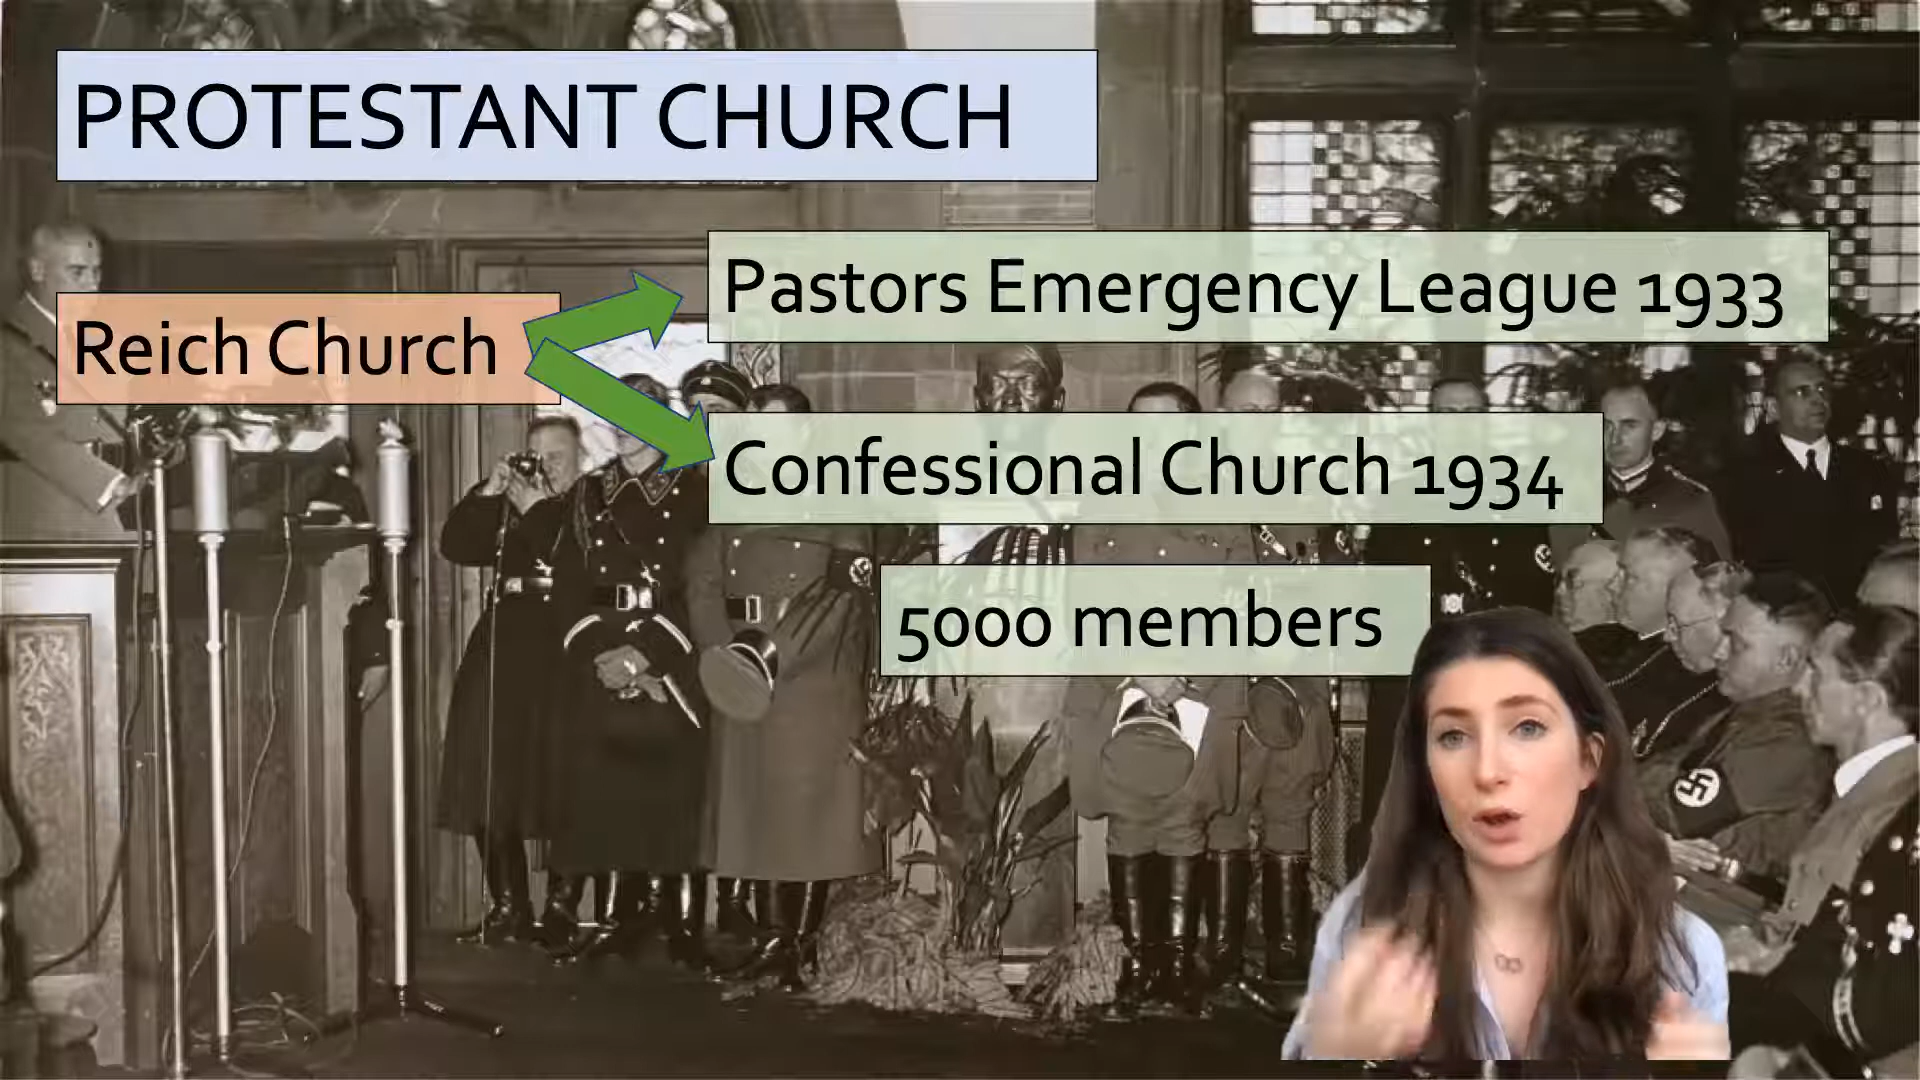 PROTESTANT CHURCH
Reich Church
Pastors Emergency League 1933
Confessional Church 1934
5000 members